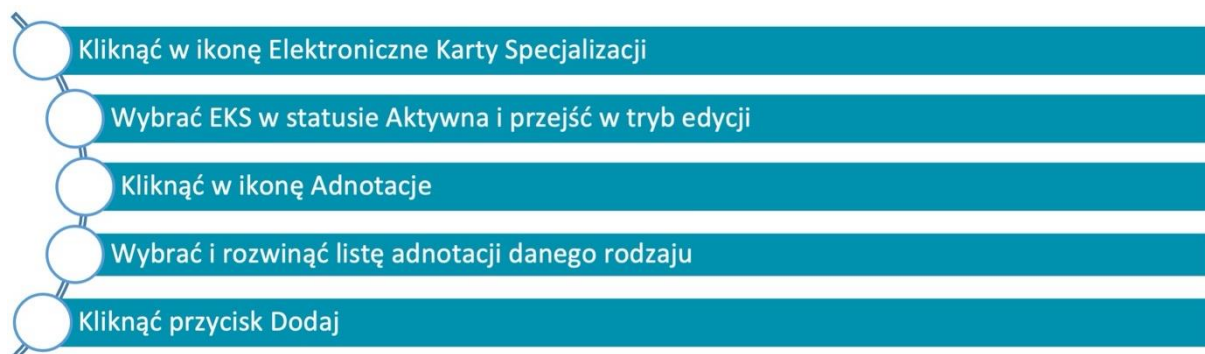 Kliknąć w ikonę Elektroniczne Karty Specjalizacji
Wybrać EKS w statusie Aktywna i przejść w tryb edycji
Kliknąć w ikonę Adnotacje
Wybrać i rozwinąć listę adnotacji danego rodzaju
Kliknąć przycisk Dodaj